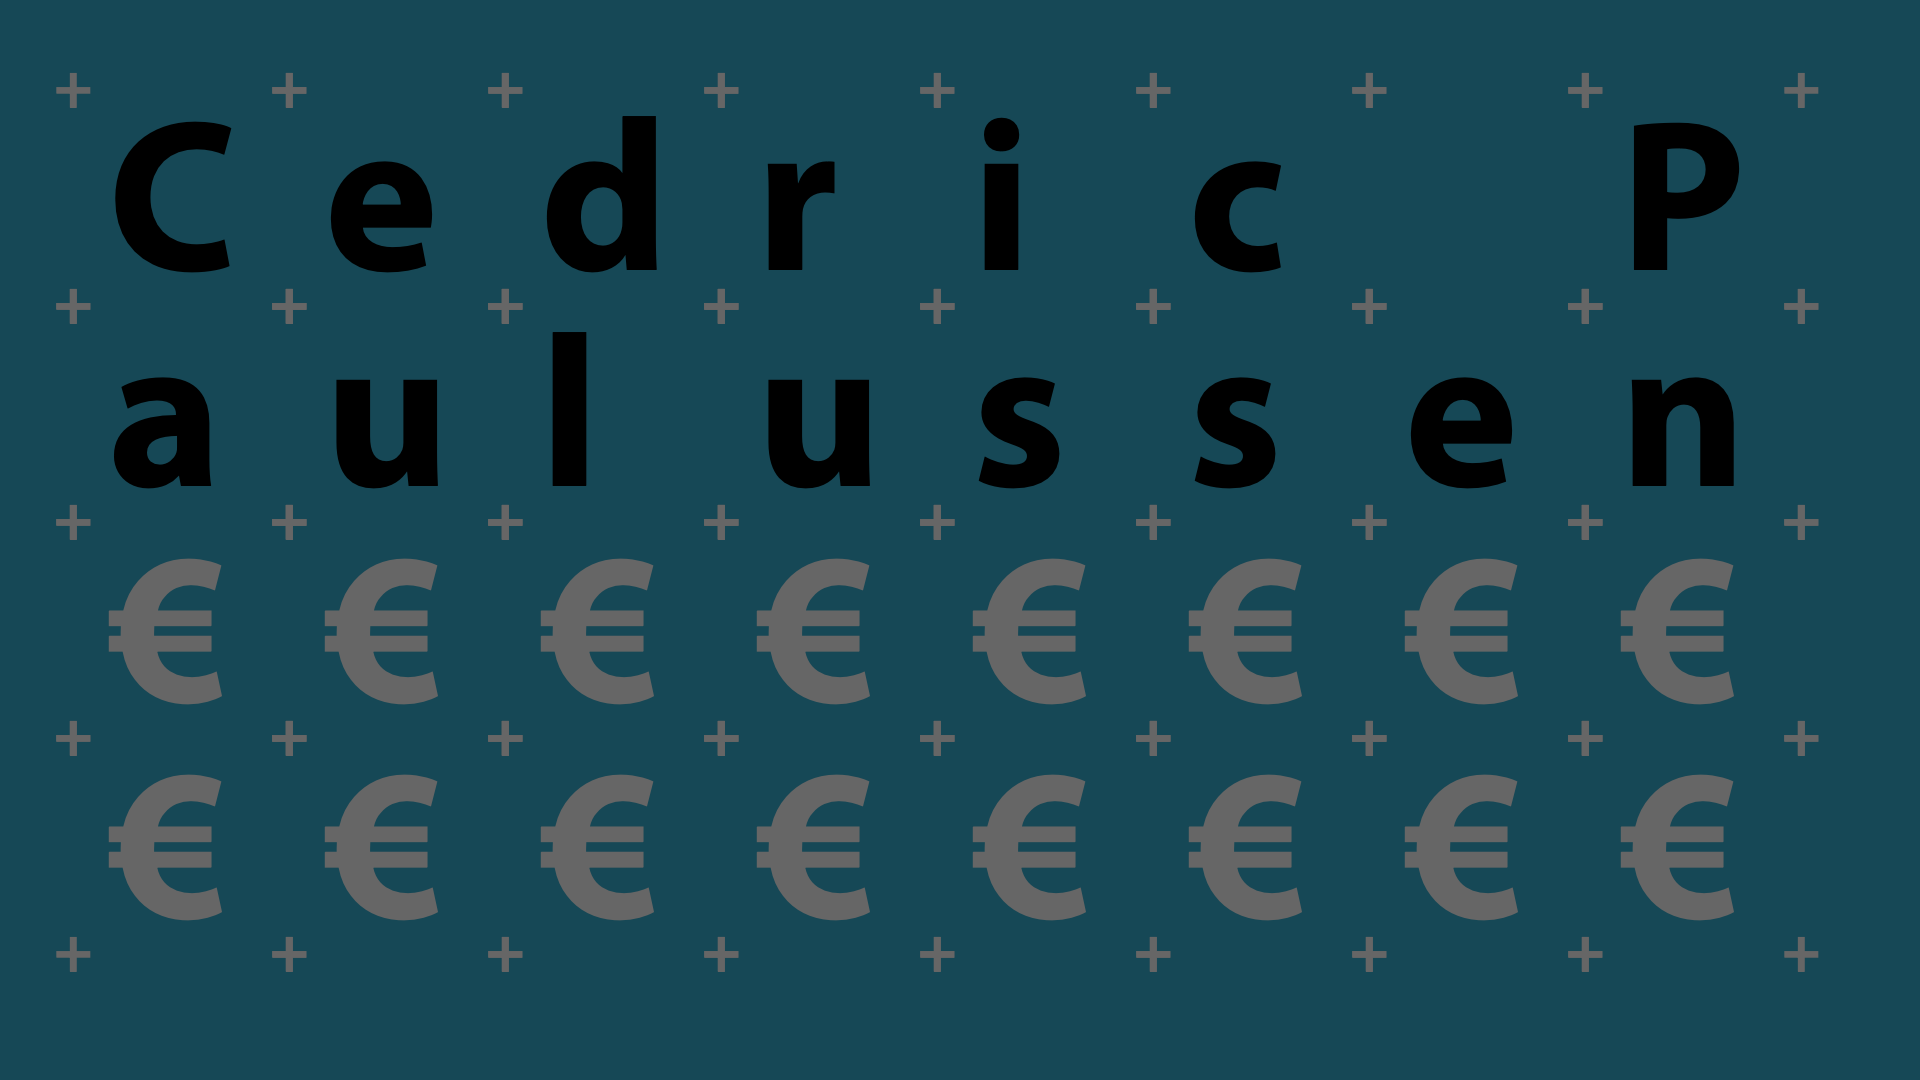 + + + + + + + + +
C e d r i c   P
+ + + + + + + + +
a u l u s s e n
+ + + + + + + + +
€ € € € € € € €
+ + + + + + + + +
€ € € € € € € €
+ + + + + + + + +